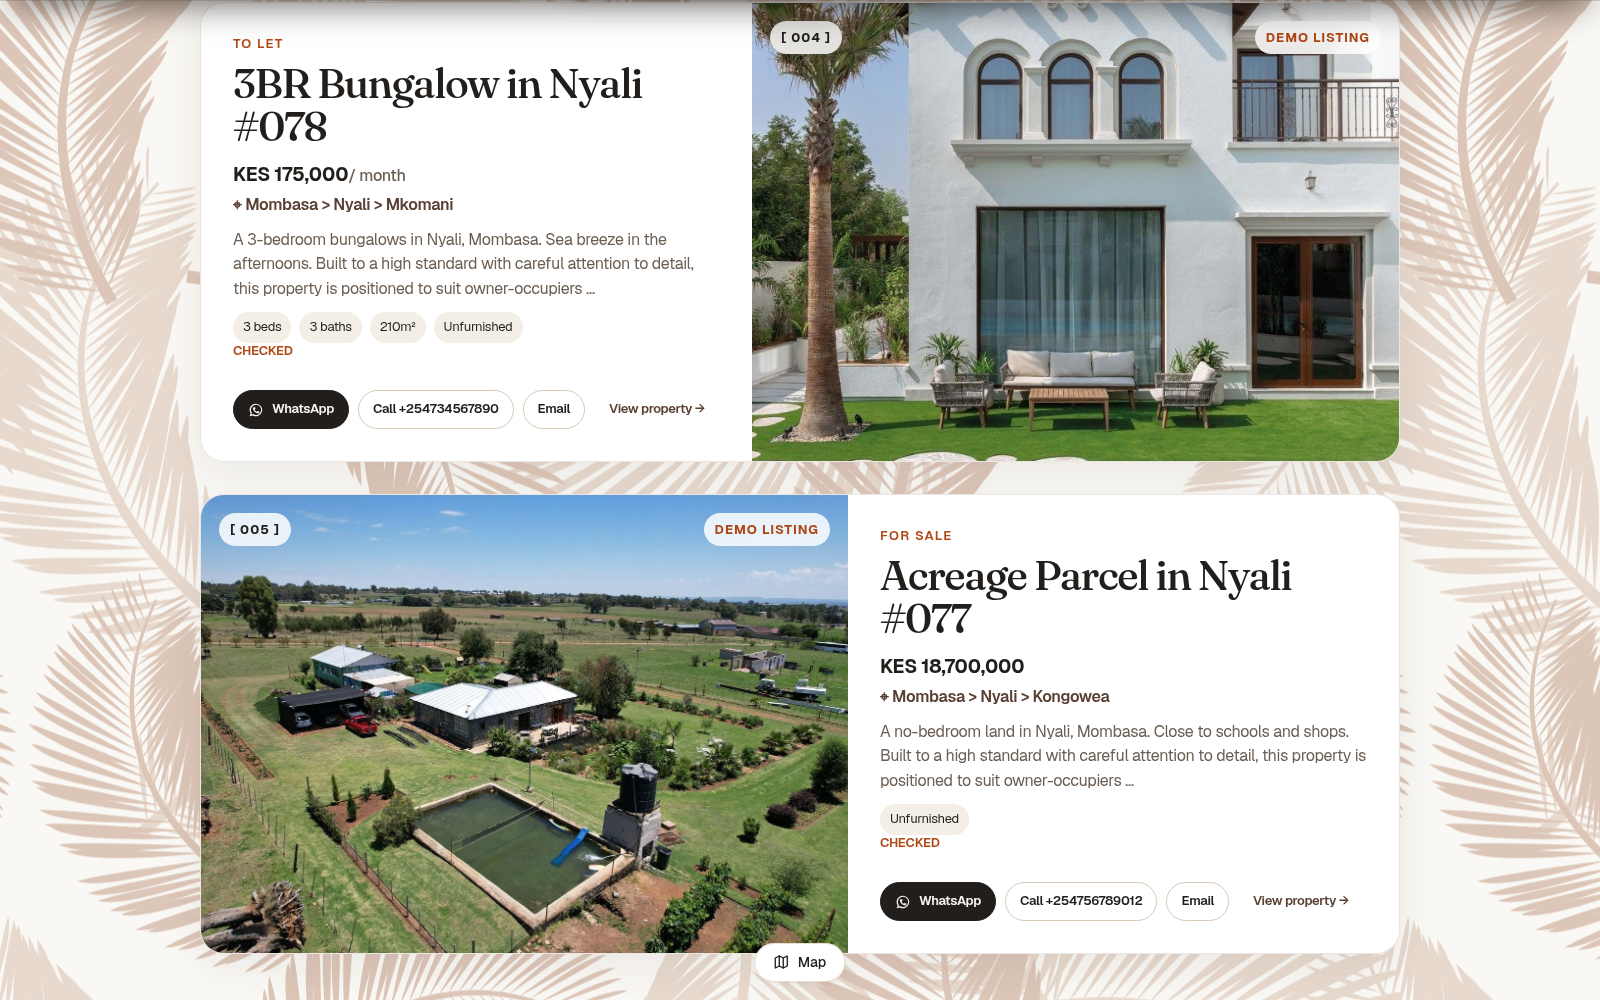 TO LET
3BR Bungalow in Nyali
#078
KES 175,000/ month
⌖ Mombasa > Nyali > Mkomani
A 3-bedroom bungalows in Nyali, Mombasa. Sea breeze in the
afternoons. Built to a high standard with careful attention to detail,
this property is positioned to suit owner-occupiers ...
3 beds
3 baths
210m²
Unfurnished
CHECKED
WhatsApp
Call +254734567890
Email
View property →
[ 004 ]
DEMO LISTING
[ 005 ]
DEMO LISTING
FOR SALE
Acreage Parcel in Nyali
#077
KES 18,700,000
⌖ Mombasa > Nyali > Kongowea
A no-bedroom land in Nyali, Mombasa. Close to schools and shops.
Built to a high standard with careful attention to detail, this property is
positioned to suit owner-occupiers ...
Unfurnished
CHECKED
WhatsApp
Call +254756789012
Email
View property →
Map